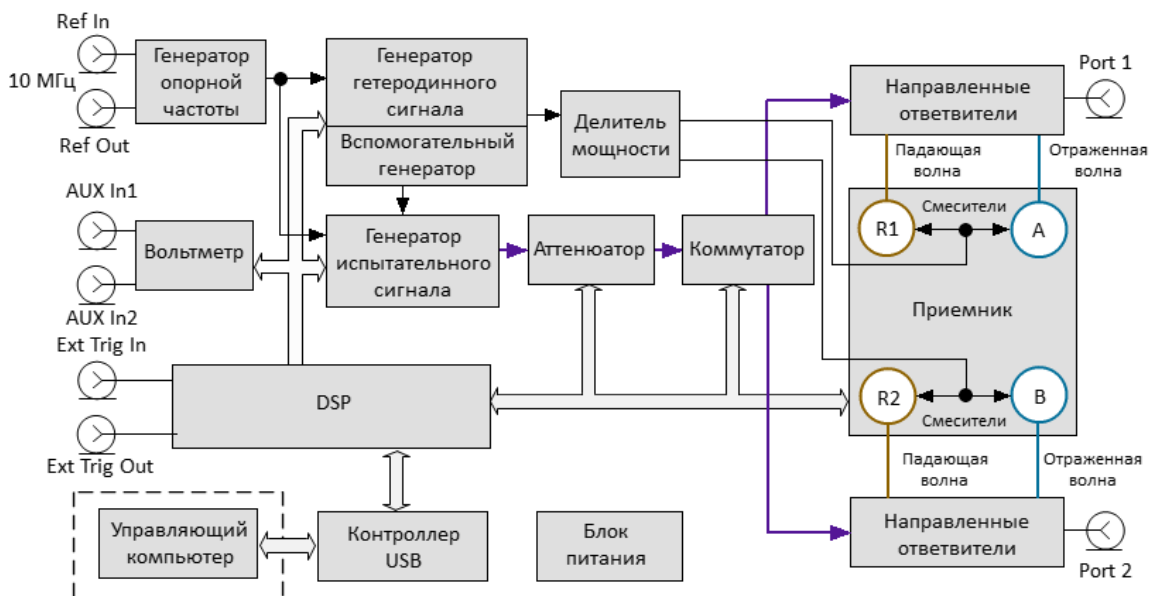 Ref In
10 МГц
Ref Out
Генератор
опорной
частоты
Генератор
гетеродинного
сигнала
Вспомогательный
генератор
Делитель
мощности
Направленные
ответвители
Port 1
Падающая
волна
Отраженная
волна
AUX In1
AUX In2
Вольтметр
Генератор
испытательного
сигнала
Аттенюатор
Коммутатор
R1
Смесители
A
Приемник
R2
Смесители
B
Ext Trig In
Ext Trig Out
DSP
Падающая
волна
Отраженная
волна
Управляющий
компьютер
Контроллер
USB
Блок
питания
Направленные
ответвители
Port 2